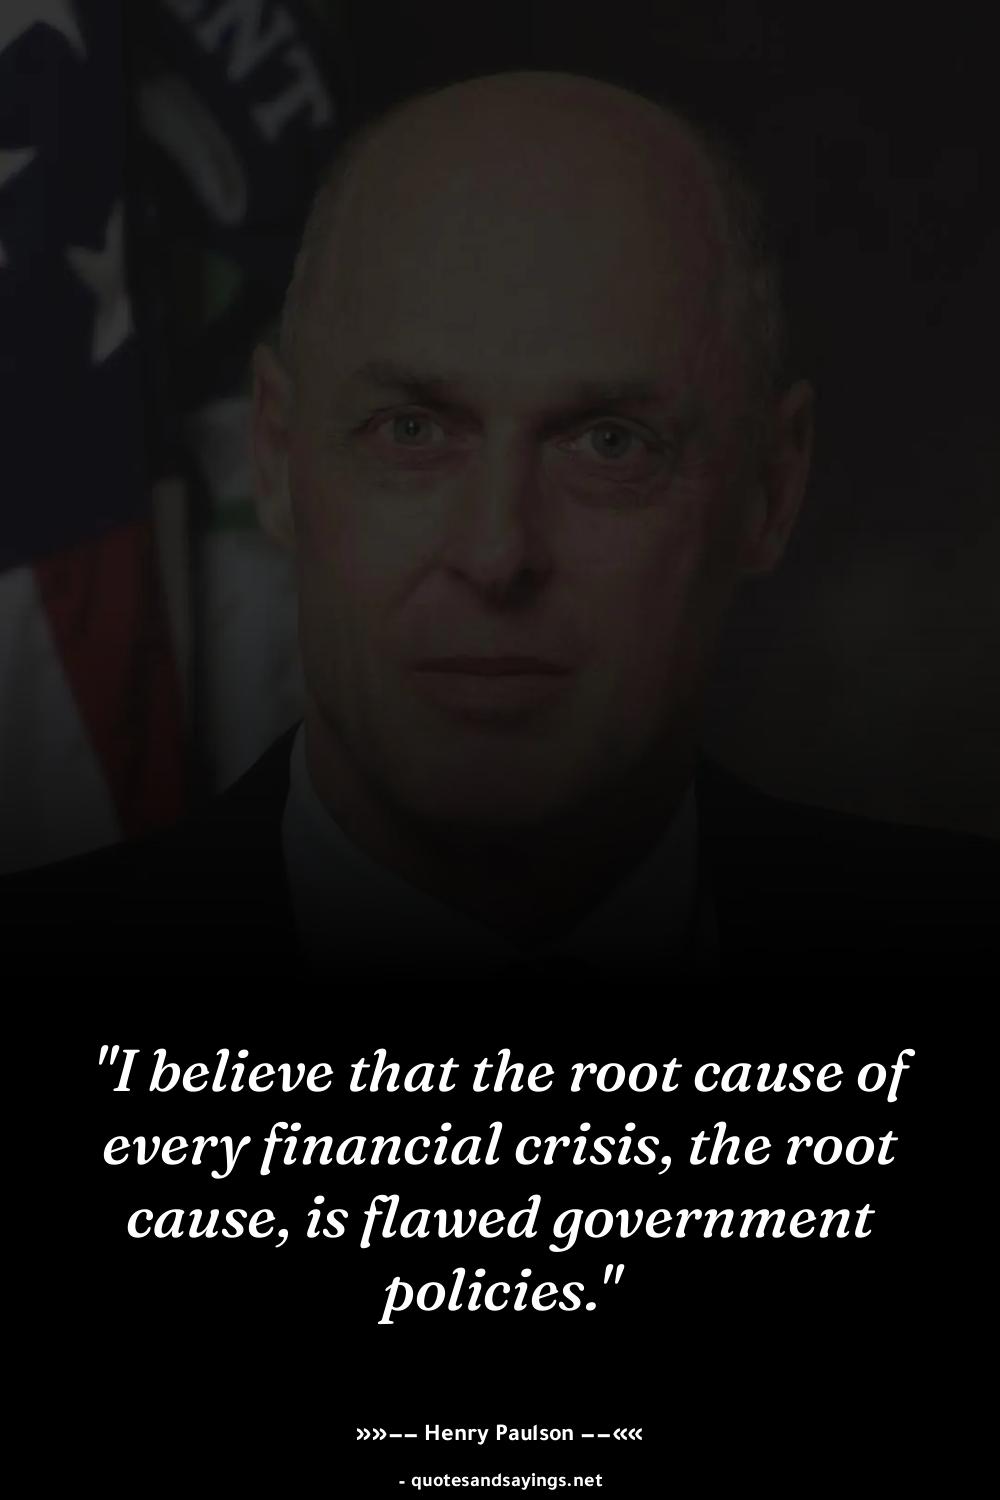 NT
"I believe that the root cause of
every financial crisis, the root
cause, is flawed government
policies."
»»−− Henry Paulson −−««
- quotesandsayings.net